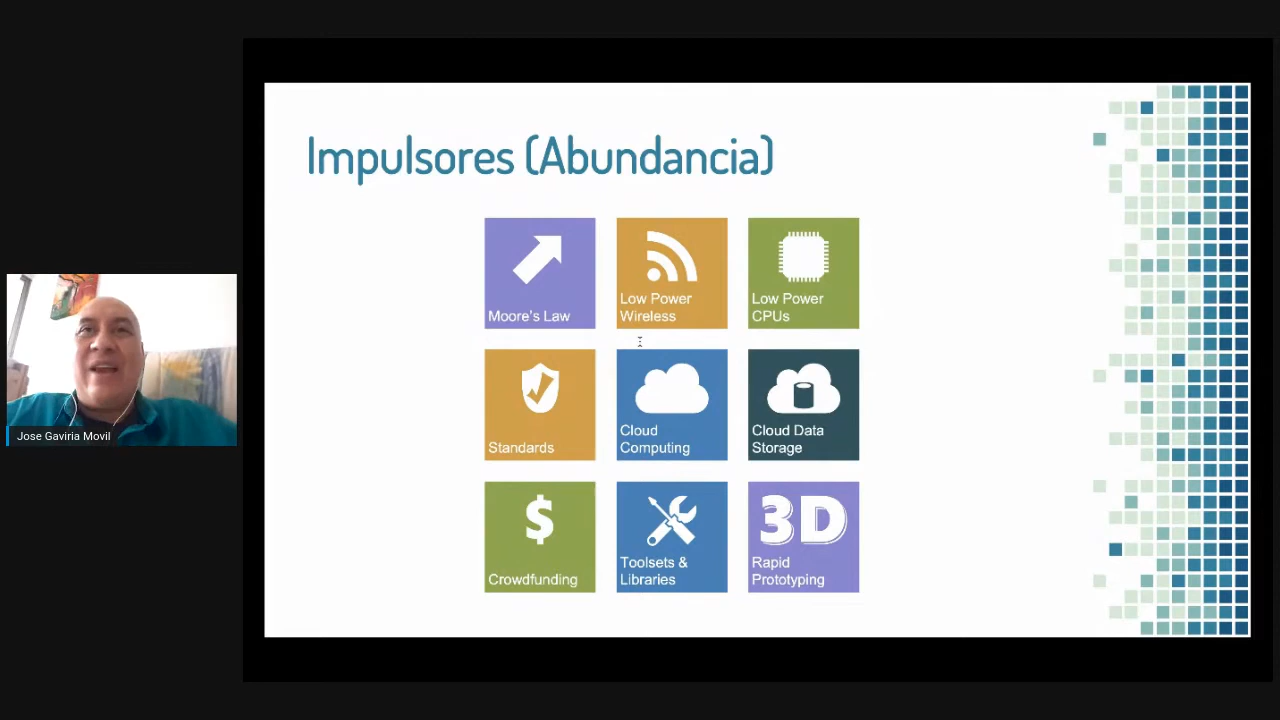 Impulsores (Abundancia)
Moore's Law
Low Power
Wireless
Low Power
CPUs
Standards
Cloud
Computing
Cloud Data
Storage
$
Crowdfunding
Toolsets &
Libraries
3D
Rapid
Prototyping
Jose Gaviria Movil